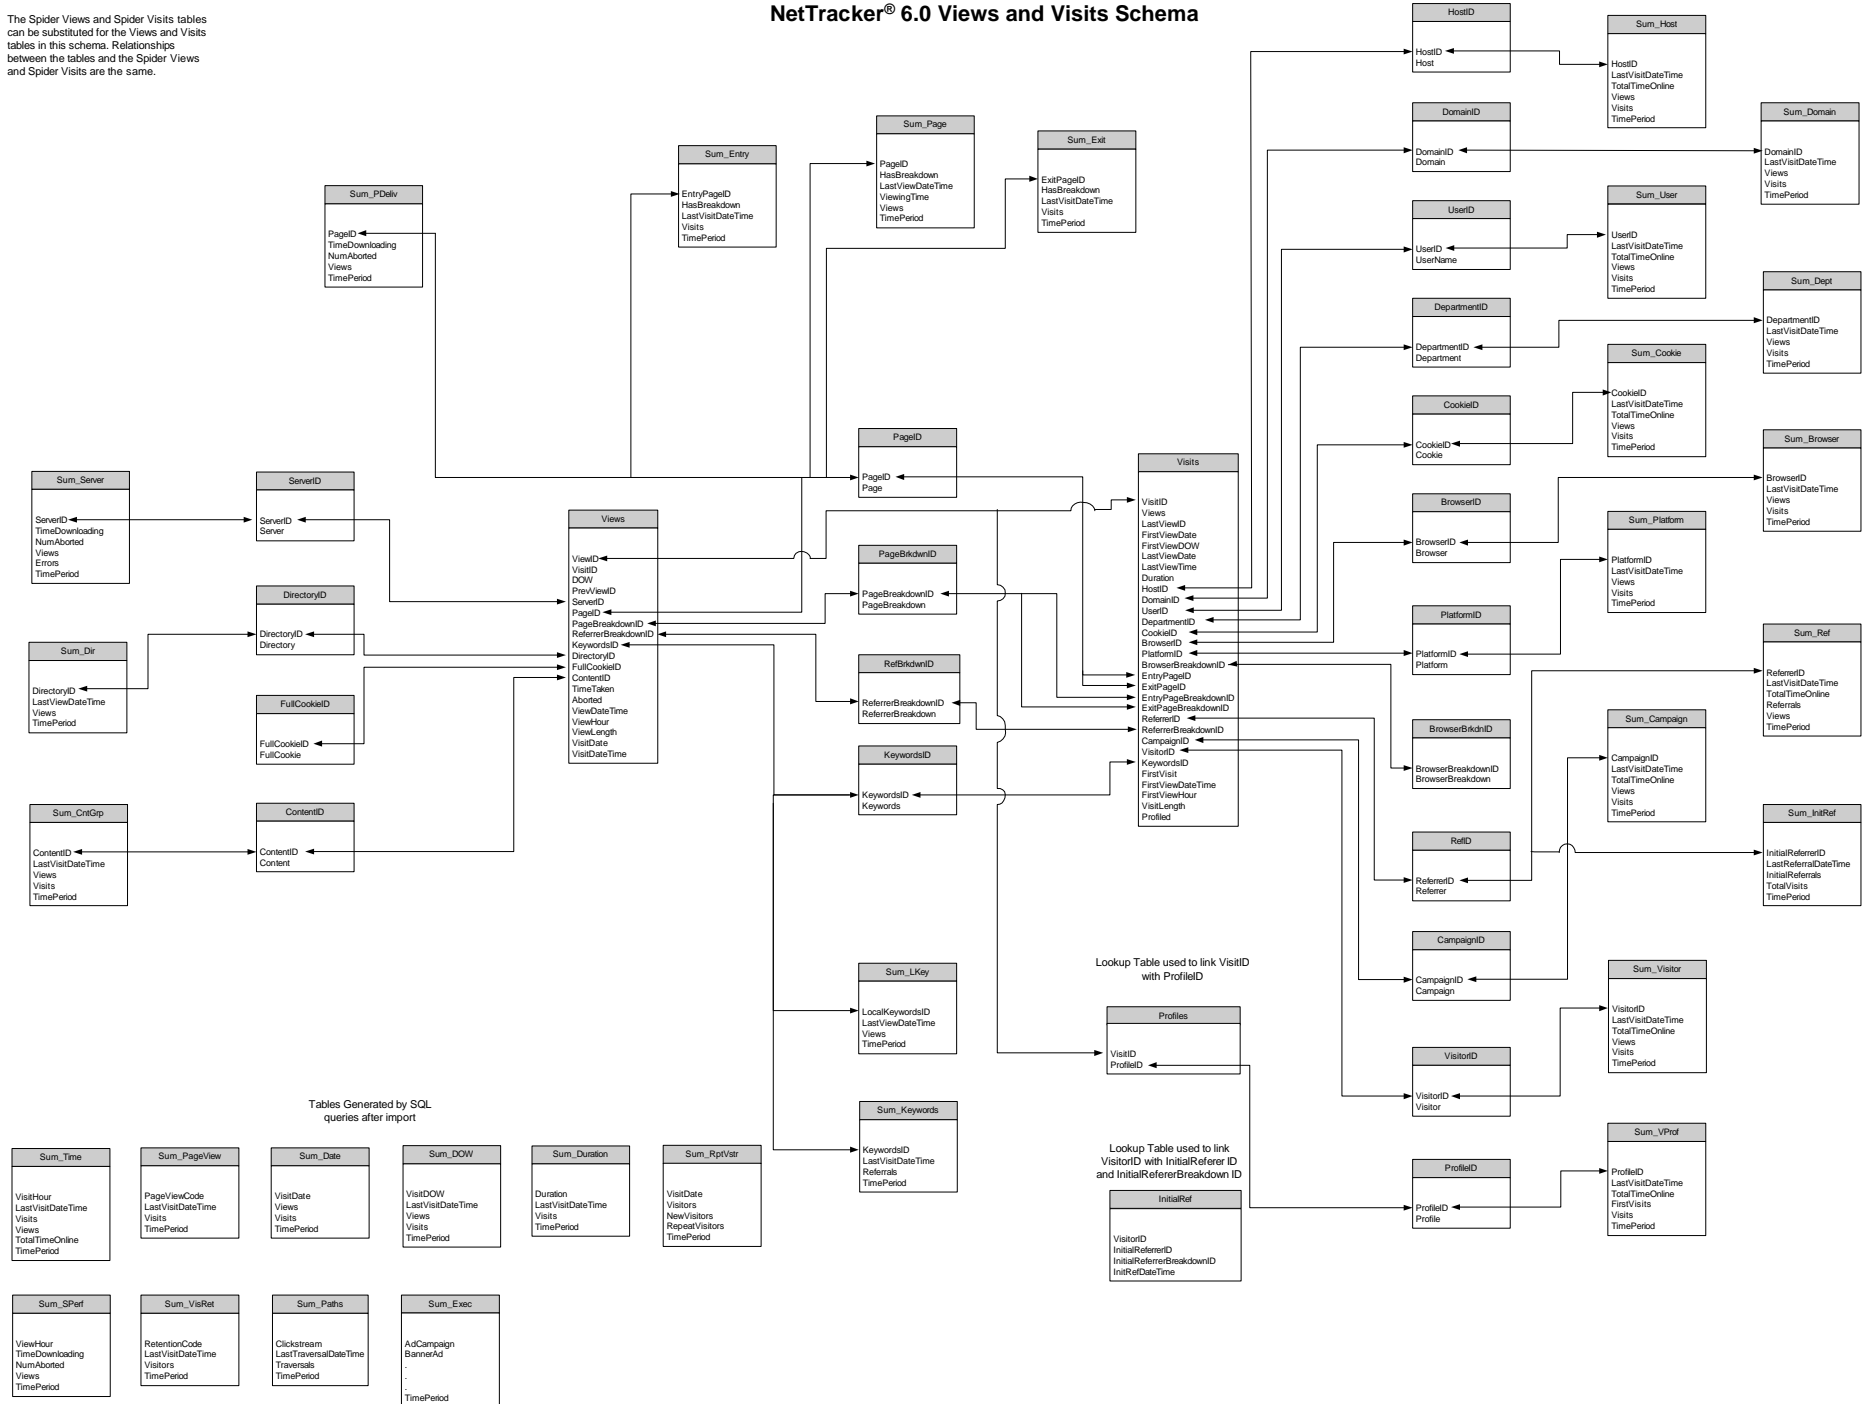 NetTracker® 6.0 Views and Visits Schema
The Spider Views and Spider Visits tables
can be substituted for the Views and Visits
tables in this schema. Relationships
between the tables and the Spider Views
and Spider Visits are the same.
HostID
HostID
Host
Sum_Host
HostID
LastVisitDateTime
TotalTimeOnline
Views
Visits
TimePeriod
DomainID
DomainID
Domain
Sum_Domain
DomainID
LastVisitDateTime
Views
Visits
TimePeriod
Sum_Page
PageID
HasBreakdown
LastViewDateTime
ViewingTime
Views
TimePeriod
Sum_Exit
ExitPageID
HasBreakdown
LastVisitDateTime
Visits
TimePeriod
Sum_Entry
EntryPageID
HasBreakdown
LastVisitDateTime
Visits
TimePeriod
Sum_PDeliv
PageID
TimeDownloading
NumAborted
Views
TimePeriod
UserID
UserID
UserName
Sum_User
UserID
LastVisitDateTime
TotalTimeOnline
Views
Visits
TimePeriod
DepartmentID
DepartmentID
Department
Sum_Dept
DepartmentID
LastVisitDateTime
Views
Visits
TimePeriod
CookieID
CookieID
Cookie
Sum_Cookie
CookieID
LastVisitDateTime
TotalTimeOnline
Views
Visits
TimePeriod
PageID
PageID
Page
Visits
VisitID
Views
LastViewID
FirstViewDate
FirstViewDOW
LastViewDate
LastViewTime
Duration
HostID
DomainID
UserID
DepartmentID
CookieID
BrowserID
PlatformID
BrowserBreakdownID
EntryPageID
ExitPageID
EntryPageBreakdownID
ExitPageBreakdownID
ReferrerID
ReferrerBreakdownID
CampaignID
VisitorID
KeywordsID
FirstVisit
FirstViewDateTime
FirstViewHour
VisitLength
Profiled
BrowserID
BrowserID
Browser
Sum_Browser
BrowserID
LastVisitDateTime
Views
Visits
TimePeriod
Sum_Server
ServerID
TimeDownloading
NumAborted
Views
Errors
TimePeriod
ServerID
ServerID
Server
Views
ViewID
VisitID
DOW
PrevViewID
ServerID
PageID
PageBreakdownID
ReferrerBreakdownID
KeywordsID
DirectoryID
FullCookieID
ContentID
TimeTaken
Aborted
ViewDateTime
ViewHour
ViewLength
VisitDate
VisitDateTime
PageBrkdwnID
PageBreakdownID
PageBreakdown
Sum_Platform
PlatformID
LastVisitDateTime
Views
Visits
TimePeriod
PlatformID
PlatformID
Platform
DirectoryID
DirectoryID
Directory
Sum_Dir
DirectoryID
LastViewDateTime
Views
TimePeriod
RefBrkdwnID
ReferrerBreakdownID
ReferrerBreakdown
Sum_Ref
ReferrerID
LastVisitDateTime
TotalTimeOnline
Referrals
Views
TimePeriod
FullCookieID
FullCookieID
FullCookie
KeywordsID
KeywordsID
Keywords
BrowserBrkdnID
BrowserBreakdownID
BrowserBreakdown
Sum_Campaign
CampaignID
LastVisitDateTime
TotalTimeOnline
Views
Visits
TimePeriod
Sum_CntGrp
ContentID
LastVisitDateTime
Views
Visits
TimePeriod
ContentID
ContentID
Content
RefID
ReferrerID
Referrer
Sum_InitRef
InitialReferrerID
LastReferralDateTime
InitialReferrals
TotalVisits
TimePeriod
CampaignID
CampaignID
Campaign
Sum_LKey
LocalKeywordsID
LastViewDateTime
Views
TimePeriod
Lookup Table used to link VisitID
with ProfileID
Profiles
VisitID
ProfileID
Sum_Visitor
VisitorID
LastVisitDateTime
TotalTimeOnline
Views
Visits
TimePeriod
VisitorID
VisitorID
Visitor
Sum_Keywords
KeywordsID
LastVisitDateTime
Referrals
TimePeriod
Lookup Table used to link
VisitorID with InitialReferer ID
and InitialRefererBreakdown ID
InitialRef
VisitorID
InitialReferrerID
InitialReferrerBreakdownID
InitRefDateTime
ProfileID
ProfileID
Profile
Sum_VProf
ProfileID
LastVisitDateTime
TotalTimeOnline
FirstVisits
Visits
TimePeriod
Tables Generated by SQL
queries after import
Sum_Time
VisitHour
LastVisitDateTime
Visits
Views
TotalTimeOnline
TimePeriod
Sum_PageView
PageViewCode
LastVisitDateTime
Visits
TimePeriod
Sum_Date
VisitDate
Views
Visits
TimePeriod
Sum_DOW
VisitDOW
LastVisitDateTime
Views
Visits
TimePeriod
Sum_Duration
Duration
LastVisitDateTime
Visits
TimePeriod
Sum_RptVstr
VisitDate
Visitors
NewVisitors
RepeatVisitors
TimePeriod
Sum_SPerf
ViewHour
TimeDownloading
NumAborted
Views
TimePeriod
Sum_VisRet
RetentionCode
LastVisitDateTime
Visitors
TimePeriod
Sum_Paths
Clickstream
LastTraversalDateTime
Traversals
TimePeriod
Sum_Exec
AdCampaign
BannerAd
.
.
.
TimePeriod